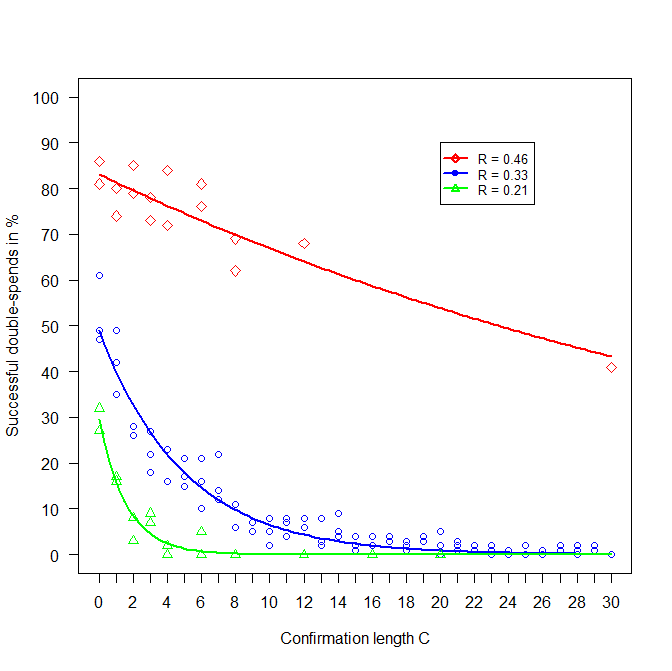 Successful double-spends in %
100
90
80
70
60
50
40
30
20
10
0
R = 0.46
R = 0.33
R = 0.21
0 2 4 6 8 10 12 14 16 18 20 22 24 26 28 30
Confirmation length C